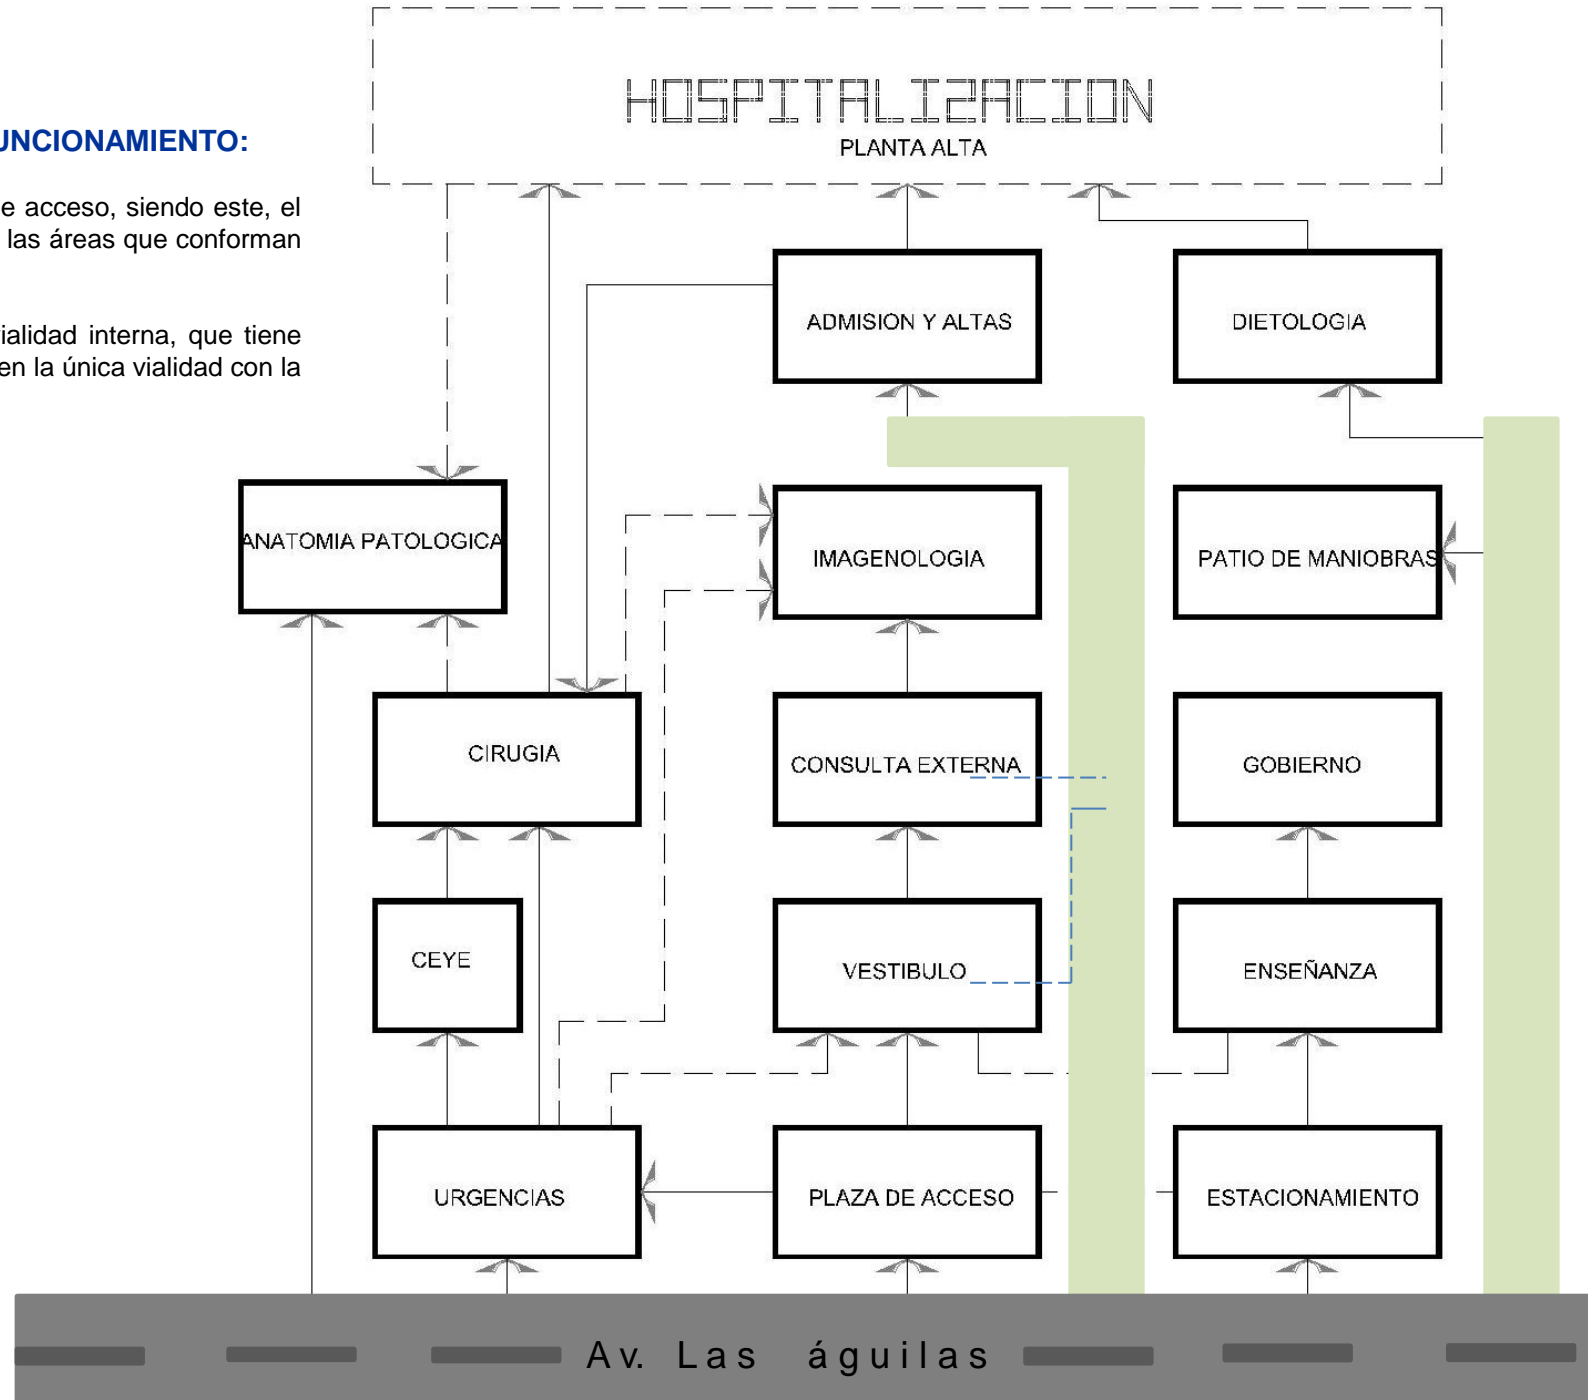 HOSPITALIZACION
PLANTA ALTA
UNCIONAMIENTO:
e acceso, siendo este, el
las áreas que conforman
ialidad interna, que tiene
en la única vialidad con la
ADMISION Y ALTAS
DIETOLOGIA
ANATOMIA PATOLOGICA
IMAGENOLOGIA
PATIO DE MANIOBRAS
CIRUGIA
CONSULTA EXTERNA
GOBIERNO
CEYE
VESTIBULO
ENSEÑANZA
URGENCIAS
PLAZA DE ACCESO
ESTACIONAMIENTO
Av. Las águilas